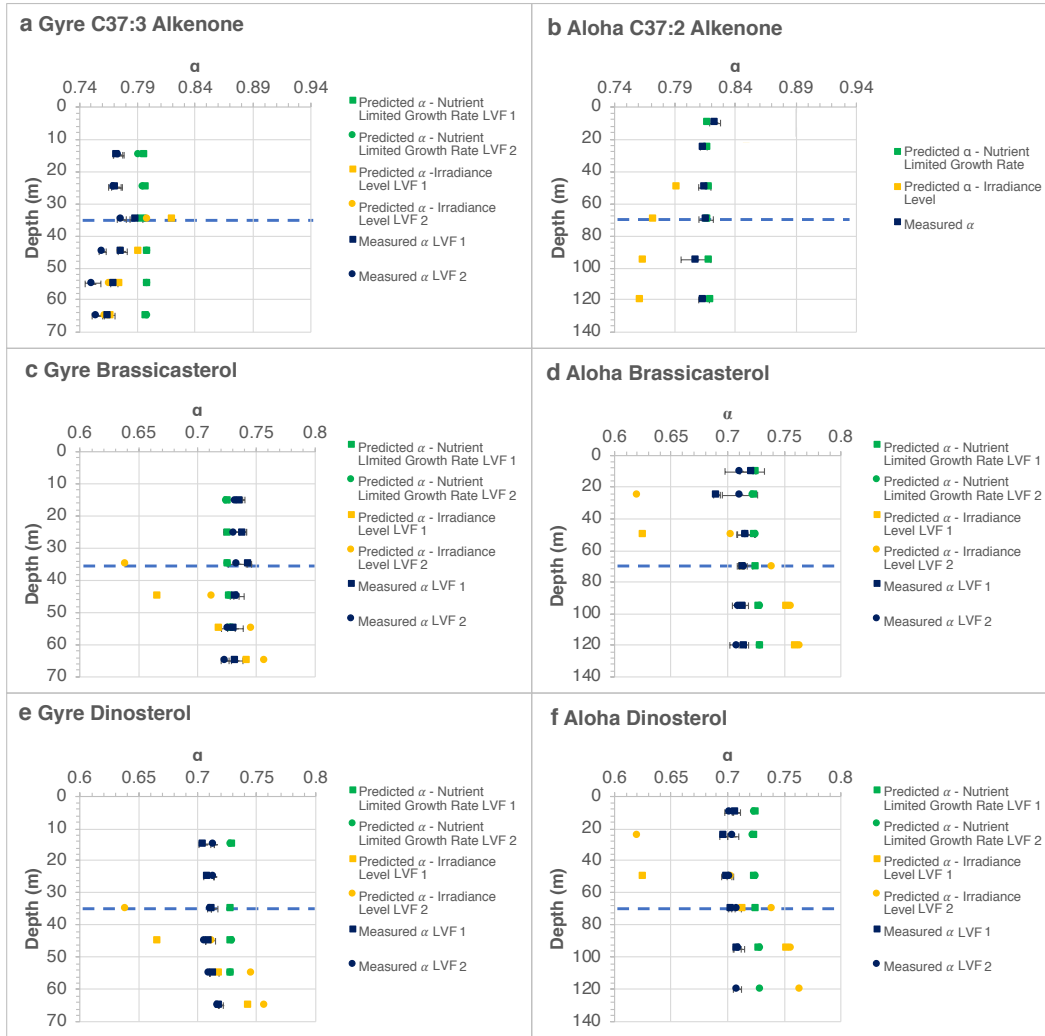 a Gyre C37:3 Alkenone
α
0.74 0.79 0.84 0.89 0.94
0
10
20
30
40
50
60
70
Depth (m)
Predicted α - Nutrient
Limited Growth Rate LVF 1
Predicted α - Nutrient
Limited Growth Rate LVF 2
Predicted α -Irradiance
Level LVF 1
Predicted α - Irradiance
Level LVF 2
Measured α LVF 1
Measured α LVF 2
b Aloha C37:2 Alkenone
α
0.74 0.79 0.84 0.89 0.94
0
20
40
60
80
100
120
140
Depth (m)
Predicted α - Nutrient
Limited Growth Rate
Predicted α - Irradiance
Level
Measured α
c Gyre Brassicasterol
α
0.6 0.65 0.7 0.75 0.8
0
10
20
30
40
50
60
70
Depth (m)
Predicted α - Nutrient
LImited Growth Rate LVF 1
Predicted α - Nutrient
Limited Growth Rate LVF 2
Predicted α - Irradiance
Level LVF 1
Predicted α - Irradiance
Level LVF 2
Measured α LVF 1
Measured α LVF 2
d Aloha Brassicasterol
α
0.6 0.65 0.7 0.75 0.8
0
20
40
60
80
100
120
140
Depth (m)
Predicted α - Nutrient
Limited Growth Rate LVF 1
Predicted α - Nutrient
Limited Growth Rate LVF 2
Predicted α - Irradiance
Level LVF 1
Predicted α - Irradiance
Level LVF 2
Measured α LVF 1
Measured α LVF 2
e Gyre Dinosterol
α
0.6 0.65 0.7 0.75 0.8
0
10
20
30
40
50
60
70
Depth (m)
Predicted α - Nutrient
Limited Growth Rate LVF 1
Predicted α - Nutrient
Limited Growth Rate LVF 2
Predicted α - Irradiance
Level LVF 1
Predicted α - Irradiance
Level LVF 2
Measured α LVF 1
Measured α LVF 2
f Aloha Dinosterol
α
0.6 0.65 0.7 0.75 0.8
0
20
40
60
80
100
120
140
Depth (m)
Predicted α - Nutrient
Limited Growth Rate LVF 1
Predicted α - Nutrient
Limited Growth Rate LVF 2
Predicted α - Irradiance
Level LVF 1
Predicted α - Irradiance
Level LVF 2
Measured α LVF 1
Measured α LVF 2